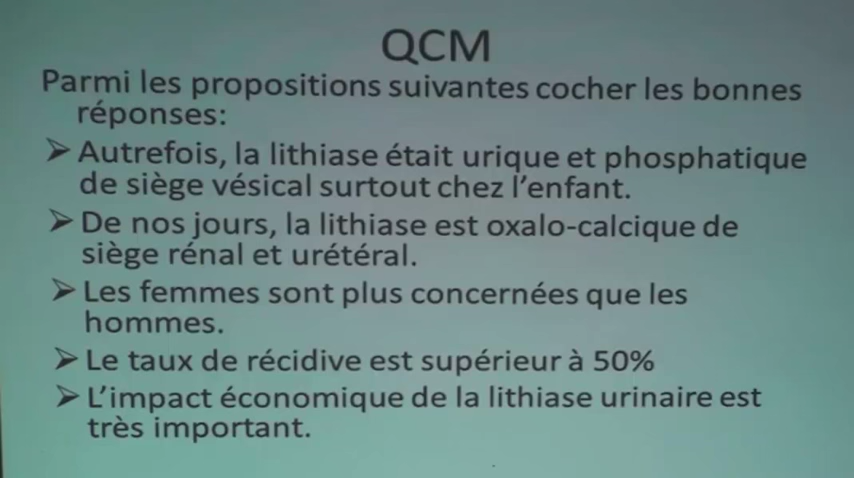 QCM
Parmi les propositions suivantes cocher les bonnes
réponses:
➢ Autrefois, la lithiase était urique et phosphatique
de siège vésical surtout chez l'enfant.
➢ De nos jours, la lithiase est oxalo-calcique de
siège rénal et urétéral.
➢ Les femmes sont plus concernées que les
hommes.
➢ Le taux de récidive est supérieur à 50%
➢ L'impact économique de la lithiase urinaire est
très important.